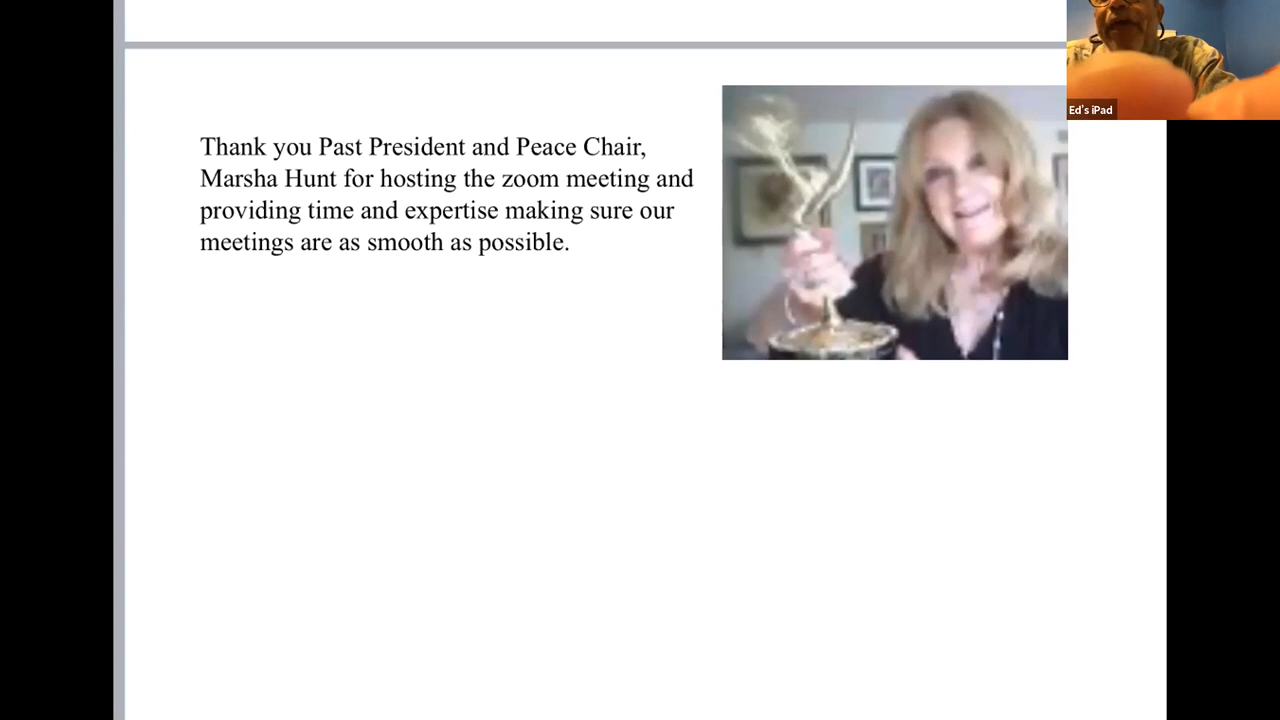 Thank you Past President and Peace Chair,
Marsha Hunt for hosting the zoom meeting and
providing time and expertise making sure our
meetings are as smooth as possible.
Ed's iPad